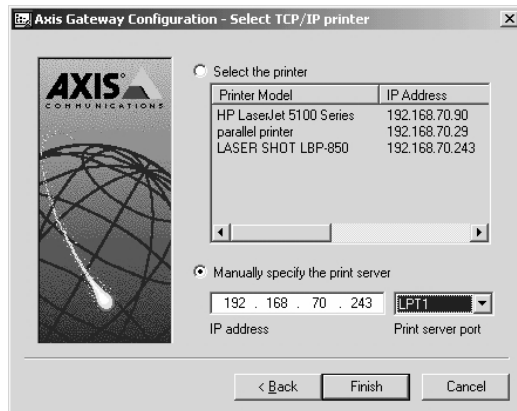 Axis Gateway Configuration - Select TCP/IP printer
AXIS
COMMUNICATIONS
Select the printer
Printer Model IP Address
HP LaserJet 5100 Series 192.168.70.90
parallel printer 192.168.70.29
LASER SHOT LBP-850 192.168.70.243
Manually specify the print server
192 . 168 . 70 . 243 LPT1
IP address Print server port
< Back Finish Cancel